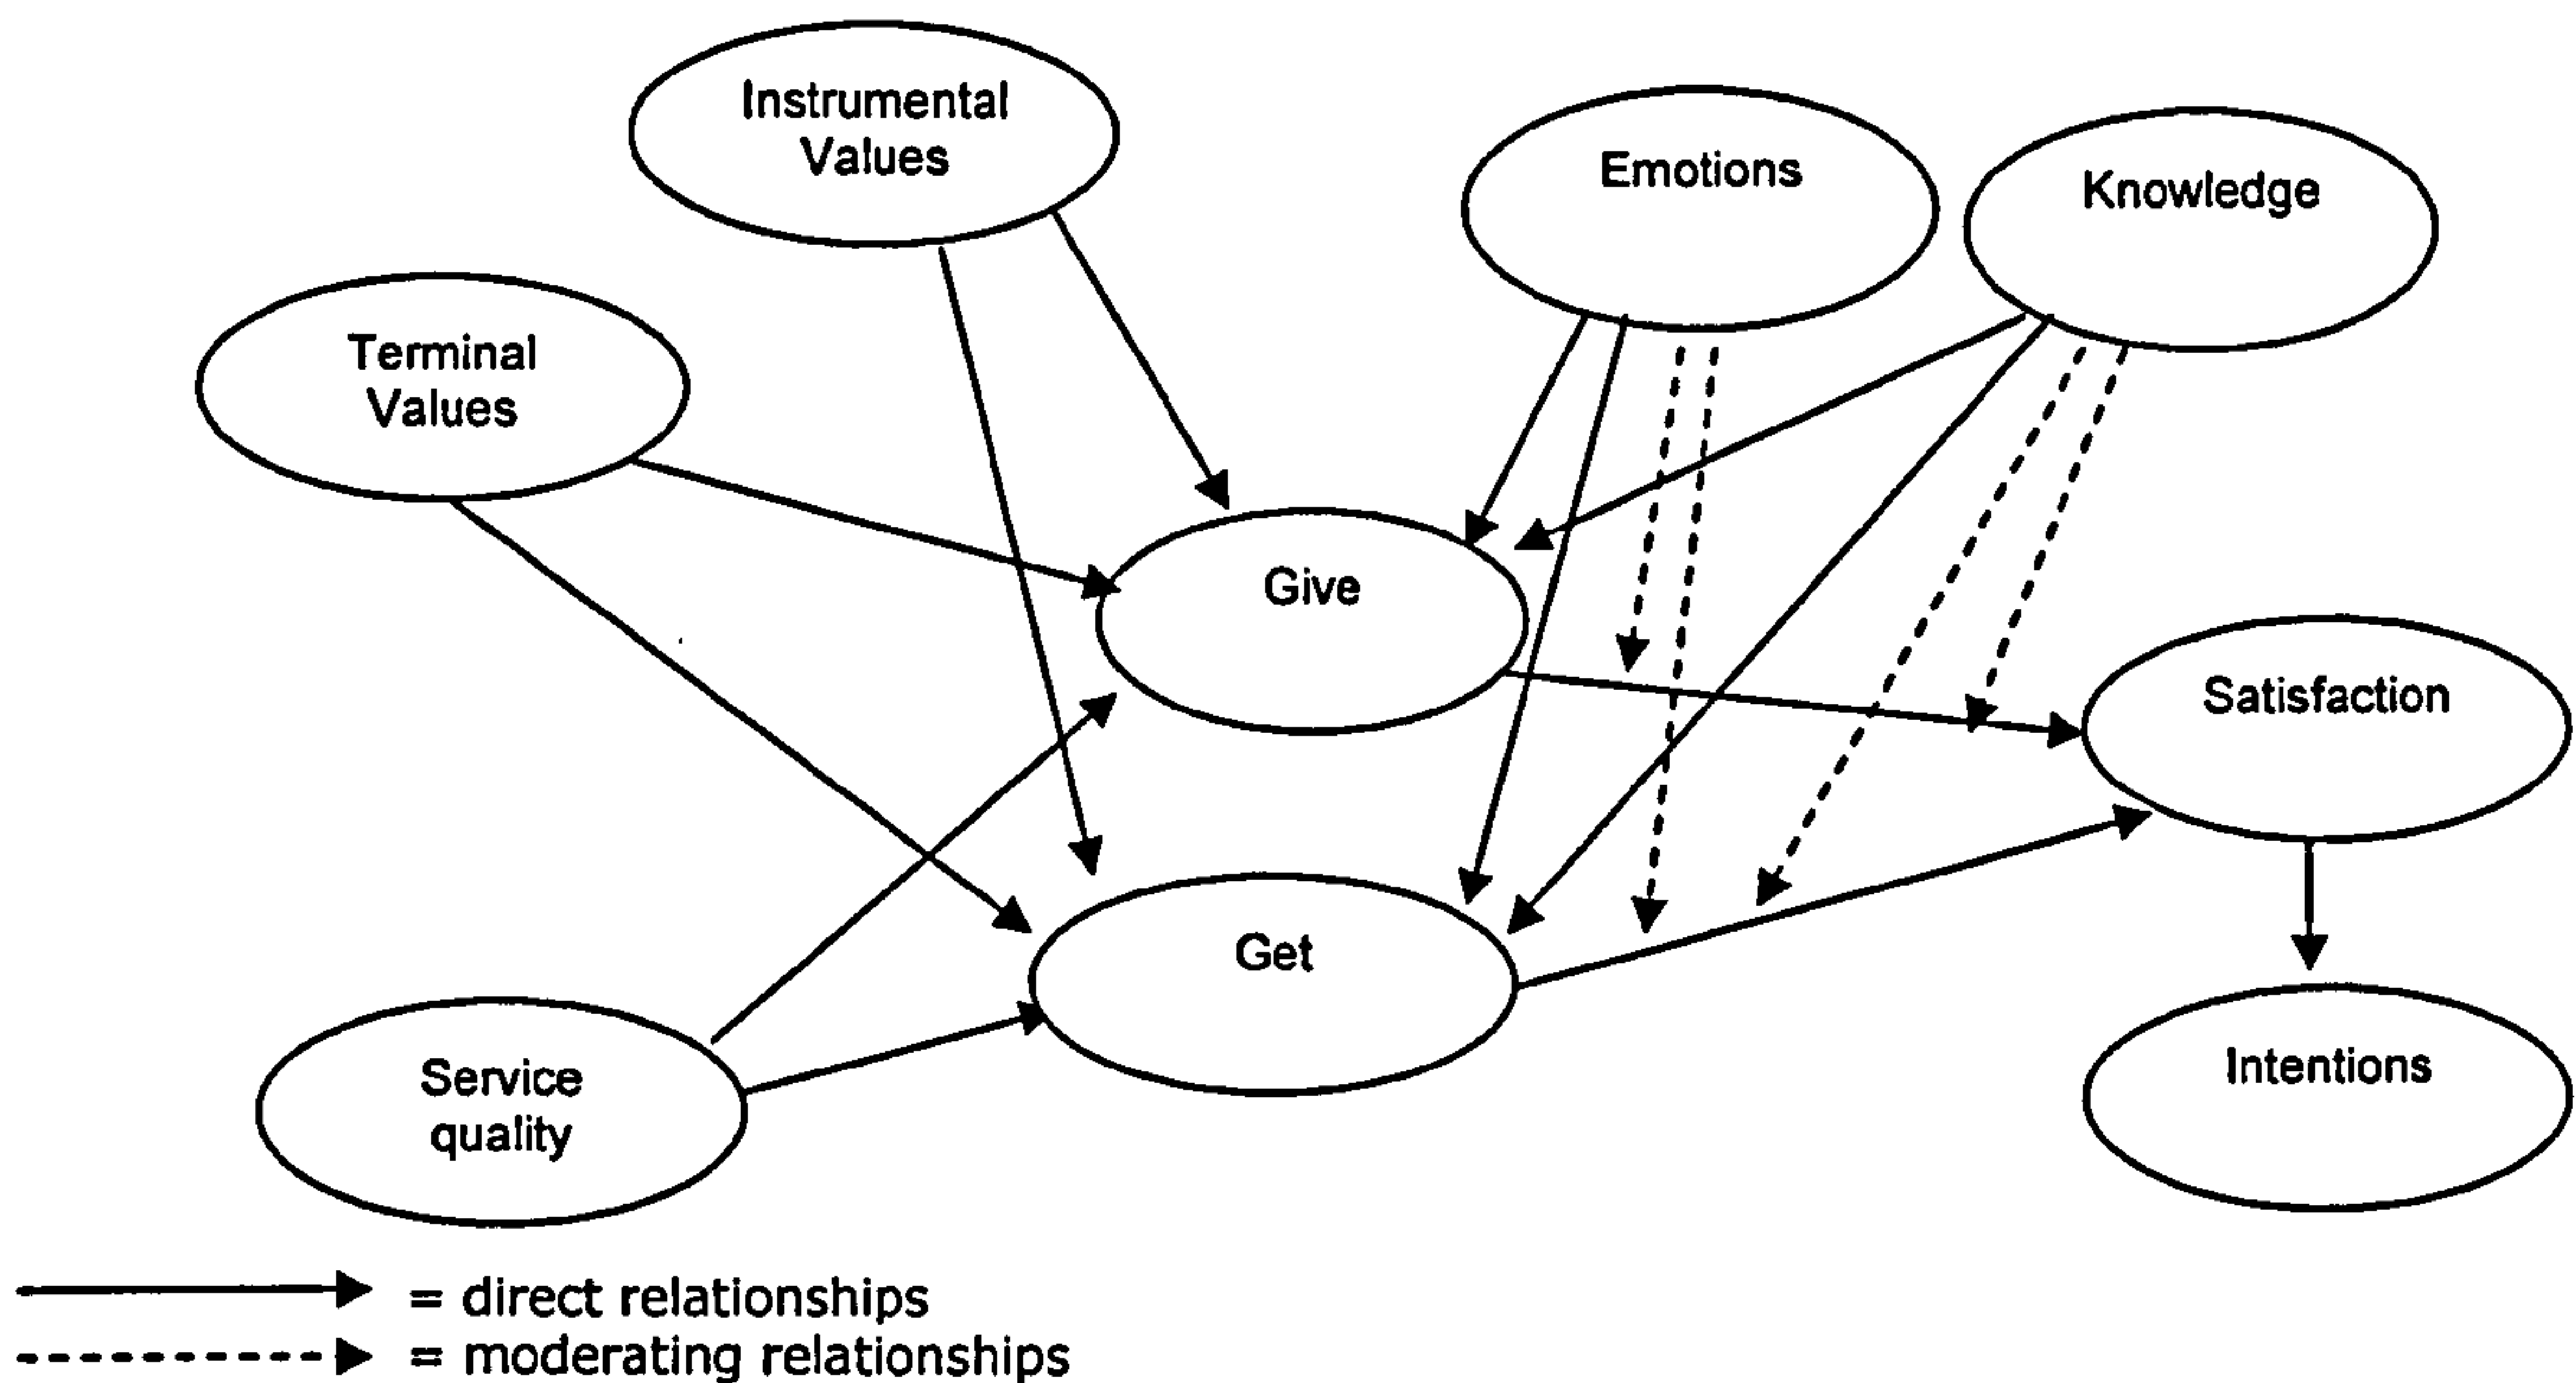 Instrumental
Values
Emotions
Knowledge
Terminal
Values
Give
Satisfaction
Get
Service
quality
Intentions
= direct relationships
= moderating relationships